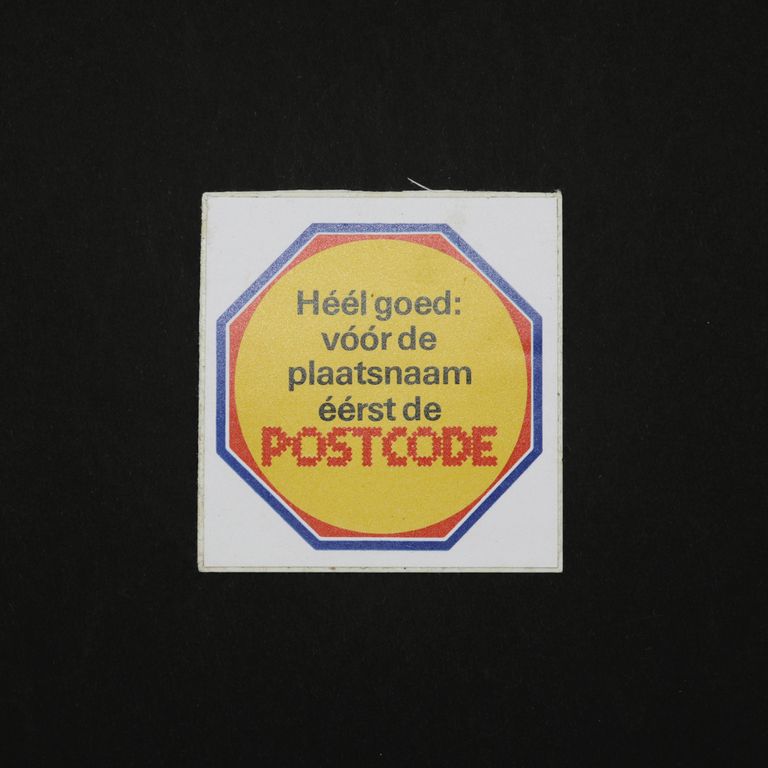 Héél goed:
vóór de
plaatsnaam
éérst de
POSTCODE